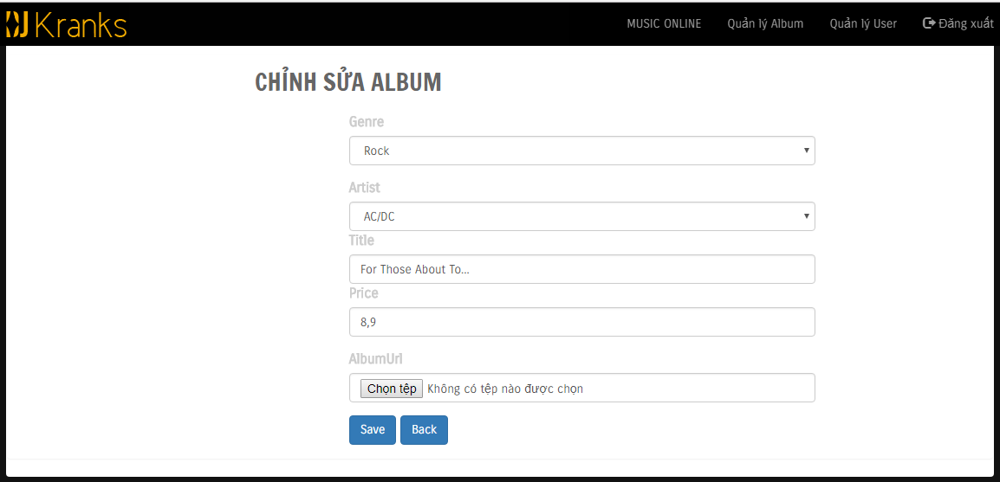 DJ Kranks
MUSIC ONLINE Quản lý Album Quản lý User Đăng xuất
CHỈNH SỬA ALBUM
Genre
Rock
Artist
AC/DC
Title
For Those About To...
Price
8,9
AlbumUrl
Chọn tệp Không có tệp nào được chọn
Save Back